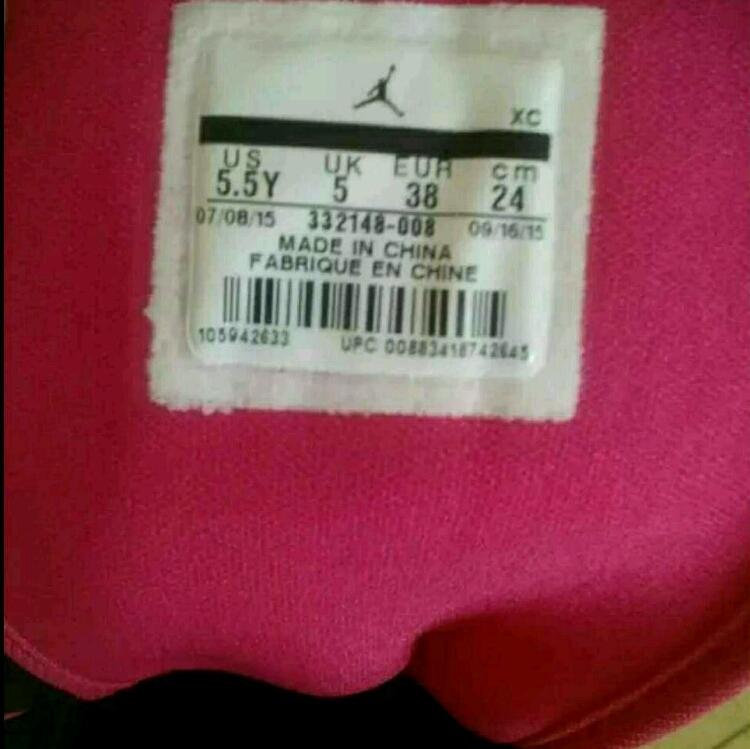 XC
US UK EUR cm
5.5Y 5 38 24
07/08/15 332148-008 09/16/15
MADE IN CHINA
FABRIQUE EN CHINE
105942633 UPC 00883418742645